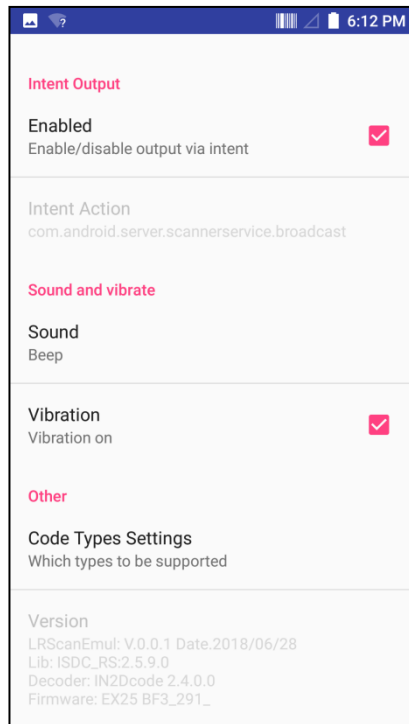 6:12 PM
Intent Output
Enabled
Enable/disable output via intent
Intent Action
com.android.server.scannerservice.broadcast
Sound and vibrate
Sound
Beep
Vibration
Vibration on
Other
Code Types Settings
Which types to be supported
Version
LRScanEmul: V.0.0.1 Date.2018/06/28
Lib: ISDC_RS:2.5.9.0
Decoder: IN2Dcode 2.4.0.0
Firmware: EX25 BF3_291_